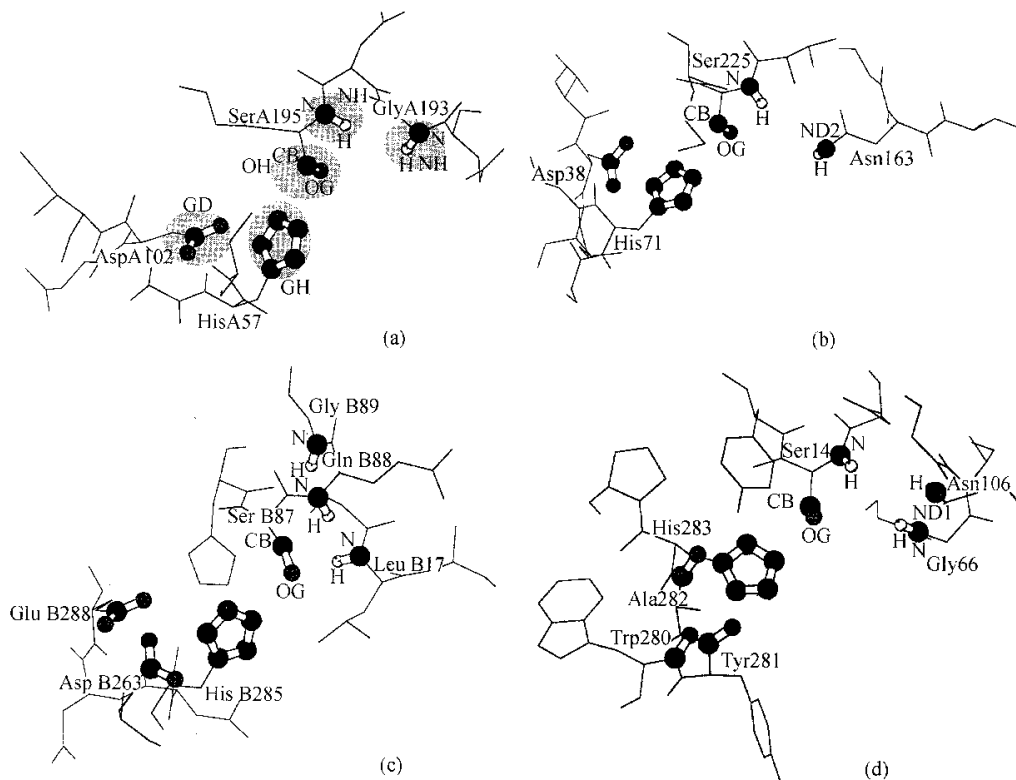 N
NH
SerA195
GlyA193
H
N
CB
H
NH
OH
OG
GD
AspA102
GH
HisA57
(a)
Ser225
N
H
CB
OG
ND2
H
Asn163
Asp38
His71
(b)
Gly B89
N
H
Gln B88
N
Ser B87
H
CB
N
H
Leu B17
OG
Glu B288
Asp B263
His B285
(c)
Ser14
N
H
H
Asn106
CB
ND1
OG
H
N
His283
Gly66
Ala282
Trp280
Tyr281
(d)